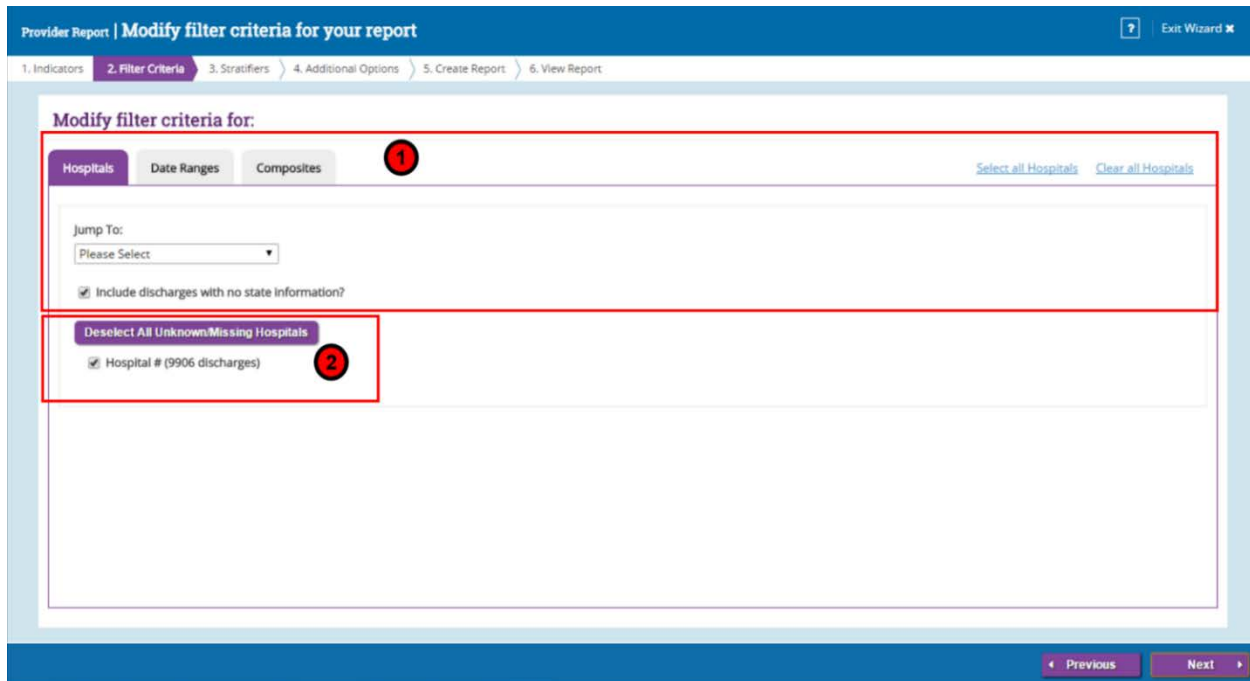 Provider Report | Modify filter criteria for your report ? Exit Wizard ✖
1. Indicators 2. Filter Criteria 3. Stratifiers 4. Additional Options 5. Create Report 6. View Report
Modify filter criteria for:
Hospitals Date Ranges Composites 1 Select all Hospitals Clear all Hospitals
Jump To:
Please Select
Include discharges with no state information?
Deselect All Unknown/Missing Hospitals
Hospital # (9906 discharges) 2
Previous Next